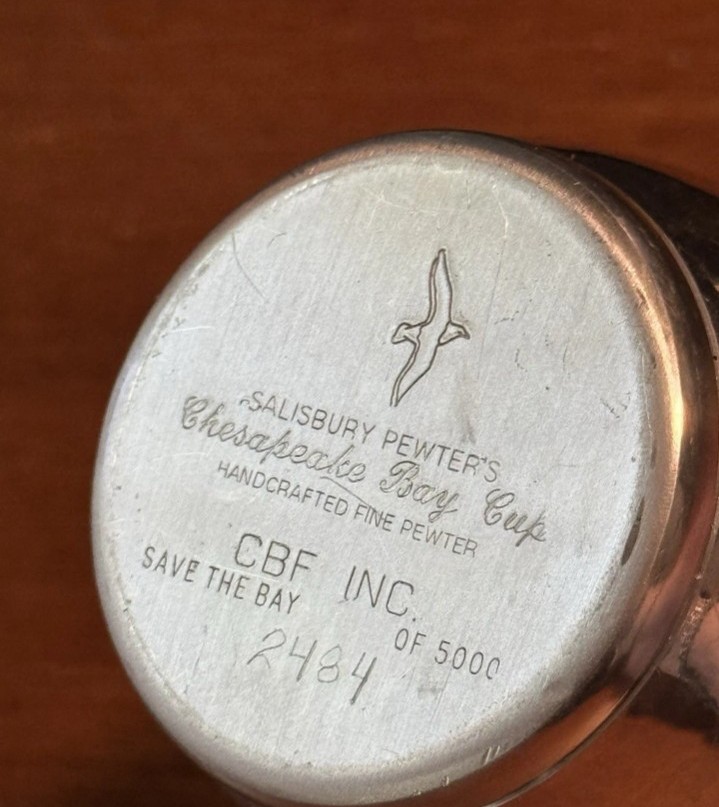 SALISBURY PEWTER'S
Chesapeake Bay Cup
HANDCRAFTED FINE PEWTER
CBF INC.
SAVE THE BAY
2484 OF 5000